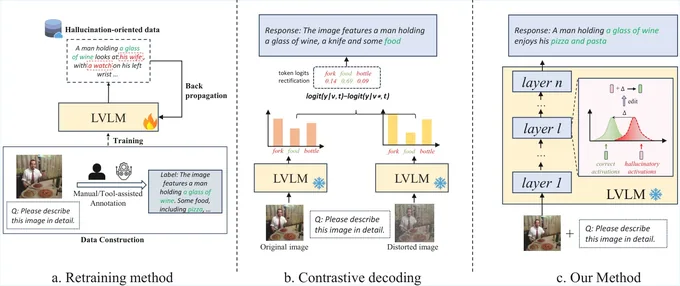 Hallucination-oriented data
A man holding a glass
of wine looks at his wife,
with a watch on his left
wrist ...
Back
propagation
LVLM
Training
Manual/Tool-assisted
Annotation
Label: The image
features a man
holding a glass of
wine. Some food,
including pizza, ...
Q: Please describe
this image in detail.
Data Construction
a. Retraining method
Response: The image features a man holding
a glass of wine, a knife and some food
token logits
rectification
fork food bottle
0.14 0.09
logit(y|v, t)–logit(y|v*, t)
fork food bottle
fork food bottle
LVLM
LVLM
Q: Please describe
this image in detail.
Original image
Distorted image
b. Contrastive decoding
Response: A man holding a glass of wine
enjoys his pizza and pasta
layer n
...
layer l
...
layer 1
+ Δ
edit
Δ
correct
activations
hallucinatory
activations
LVLM
+
Q: Please describe
this image in detail.
c. Our Method